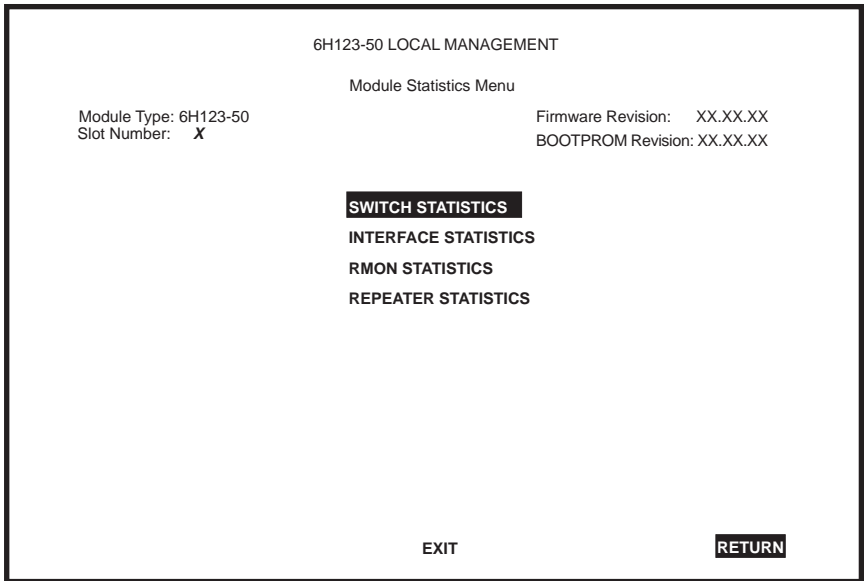 6H123-50 LOCAL MANAGEMENT
Module Statistics Menu
Module Type: 6H123-50
Slot Number: X
Firmware Revision: XX.XX.XX
BOOTPROM Revision: XX.XX.XX
SWITCH STATISTICS
INTERFACE STATISTICS
RMON STATISTICS
REPEATER STATISTICS
EXIT
RETURN